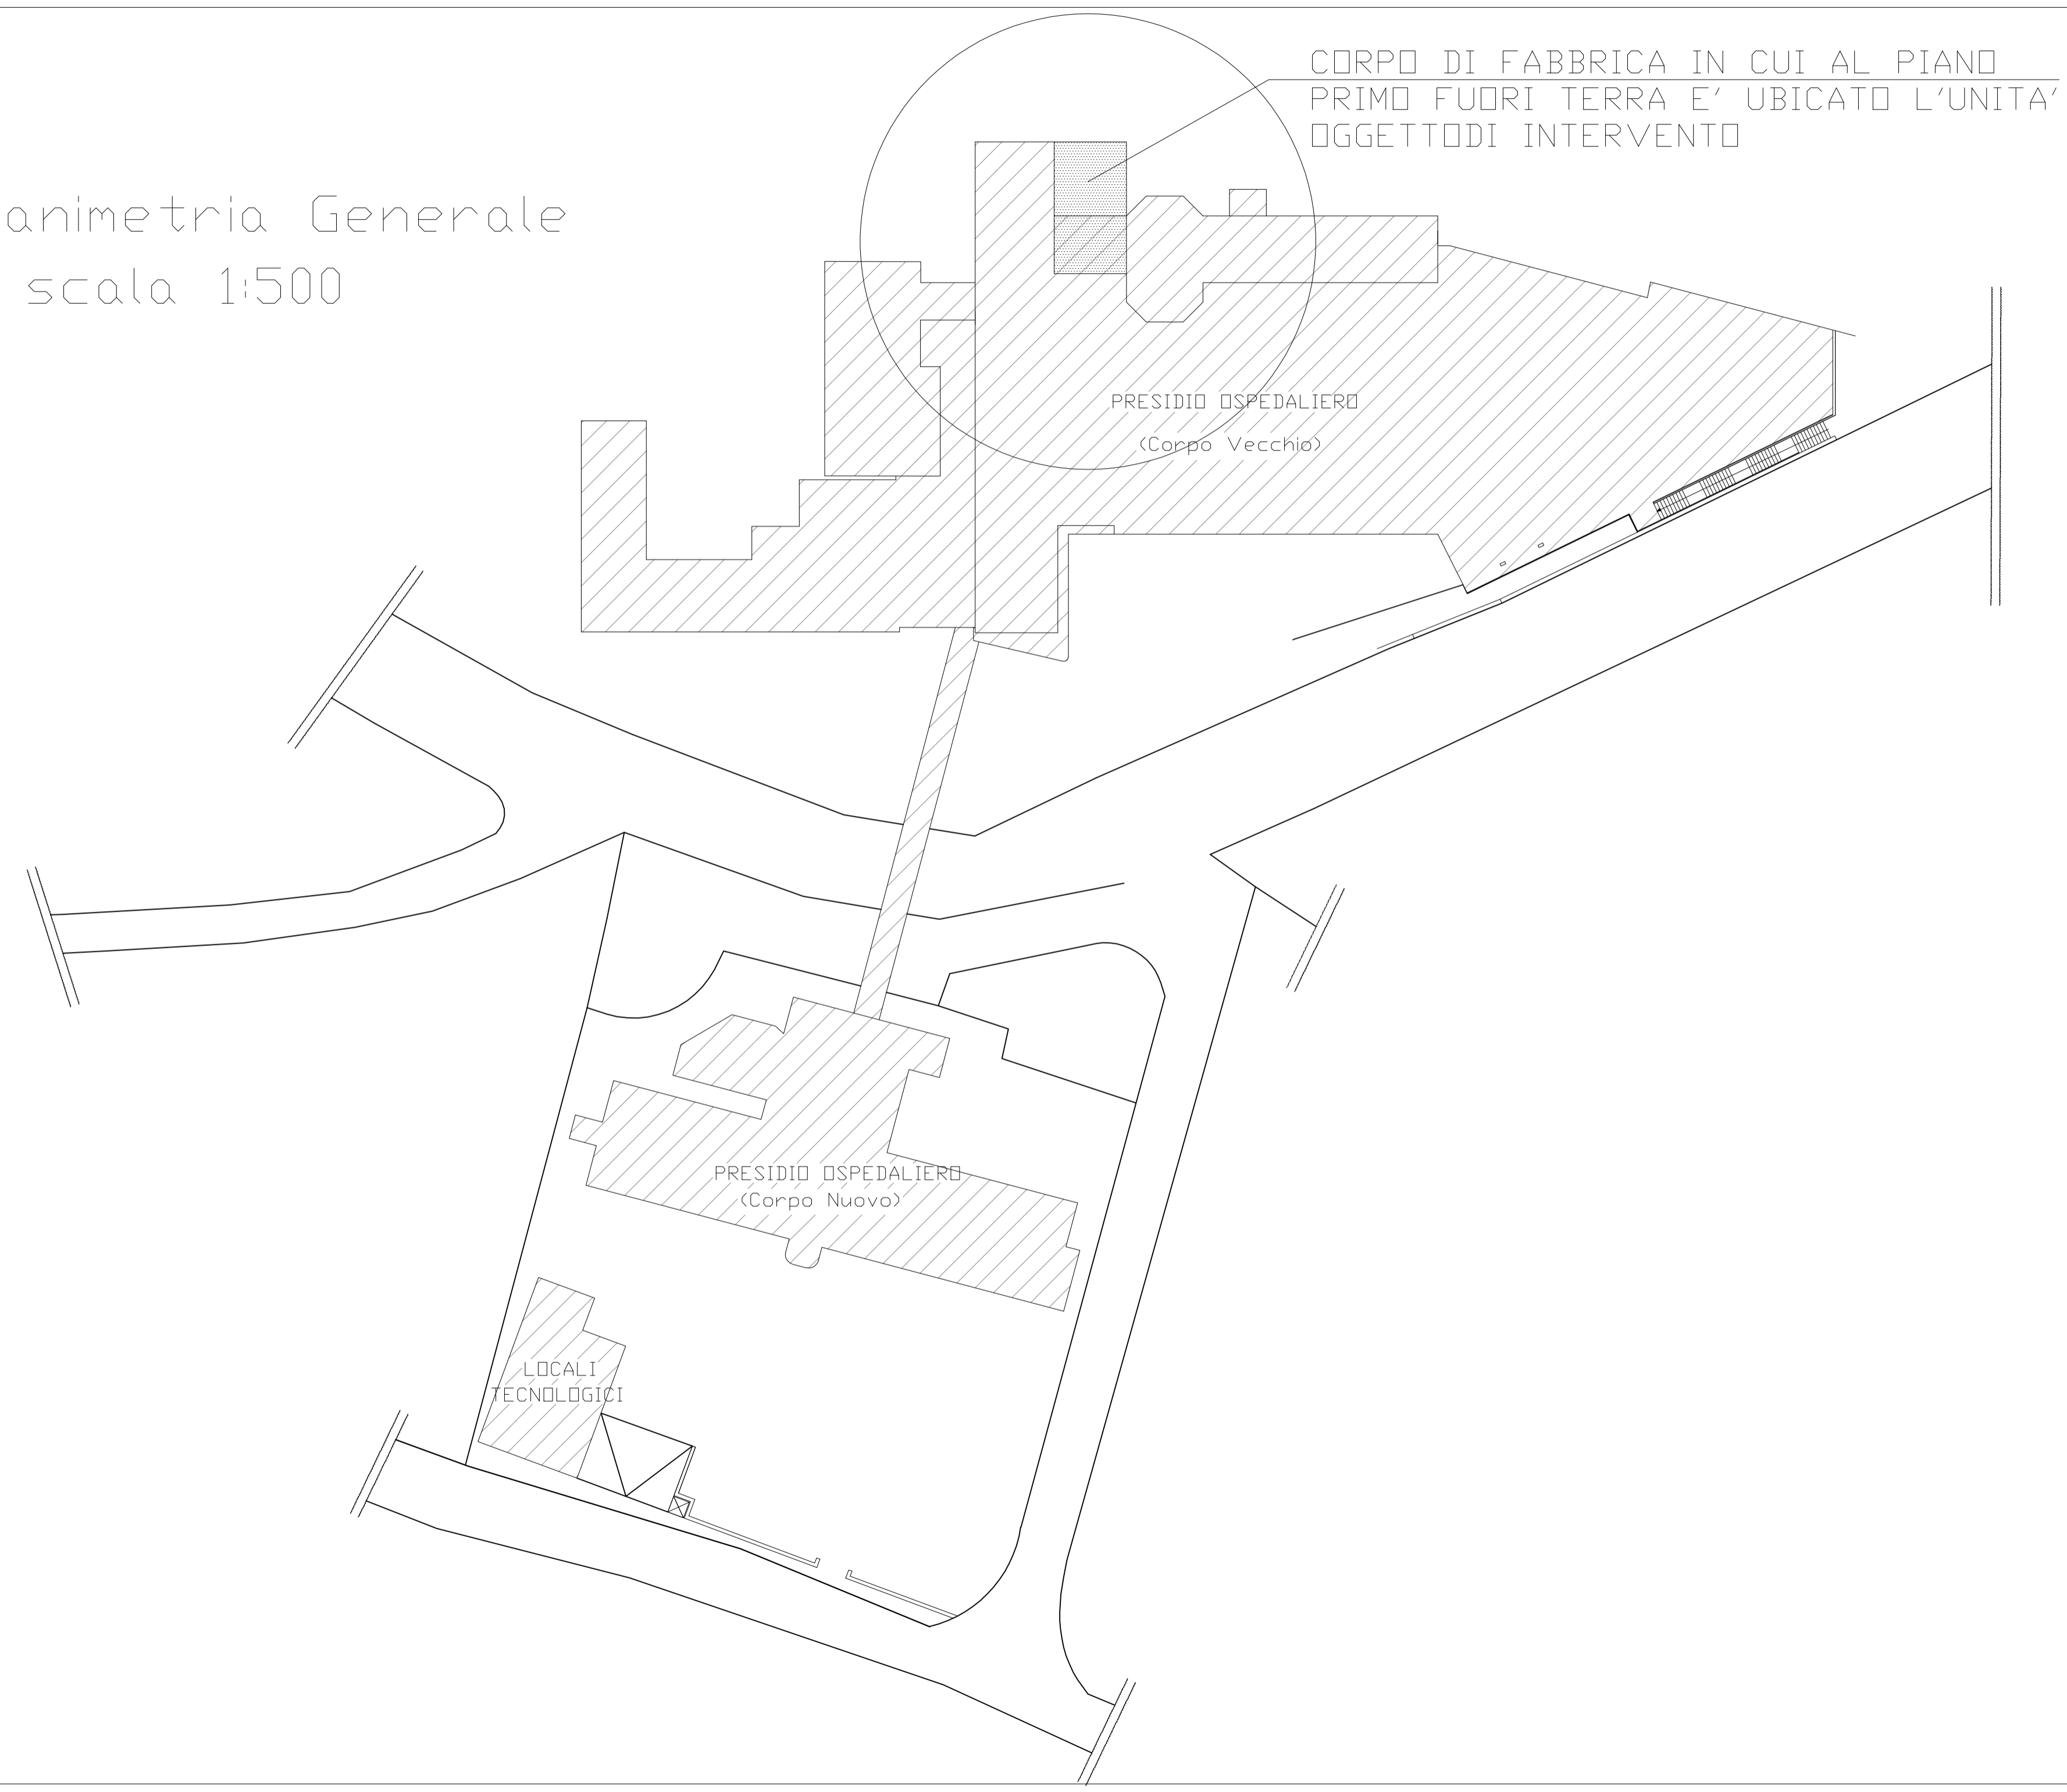 CORPO DI FABBRICA IN CUI AL PIANO
PRIMO FUORI TERRA E' UBICATO L'UNITA'
OGGETTODI INTERVENTO
animetria Generale
scala 1:500
PRESIDIO OSPEDALIERO
(Corpo Vecchio)
PRESIDIO OSPEDALIERO
(Corpo Nuovo)
LOCALI
TECNOLOGICI